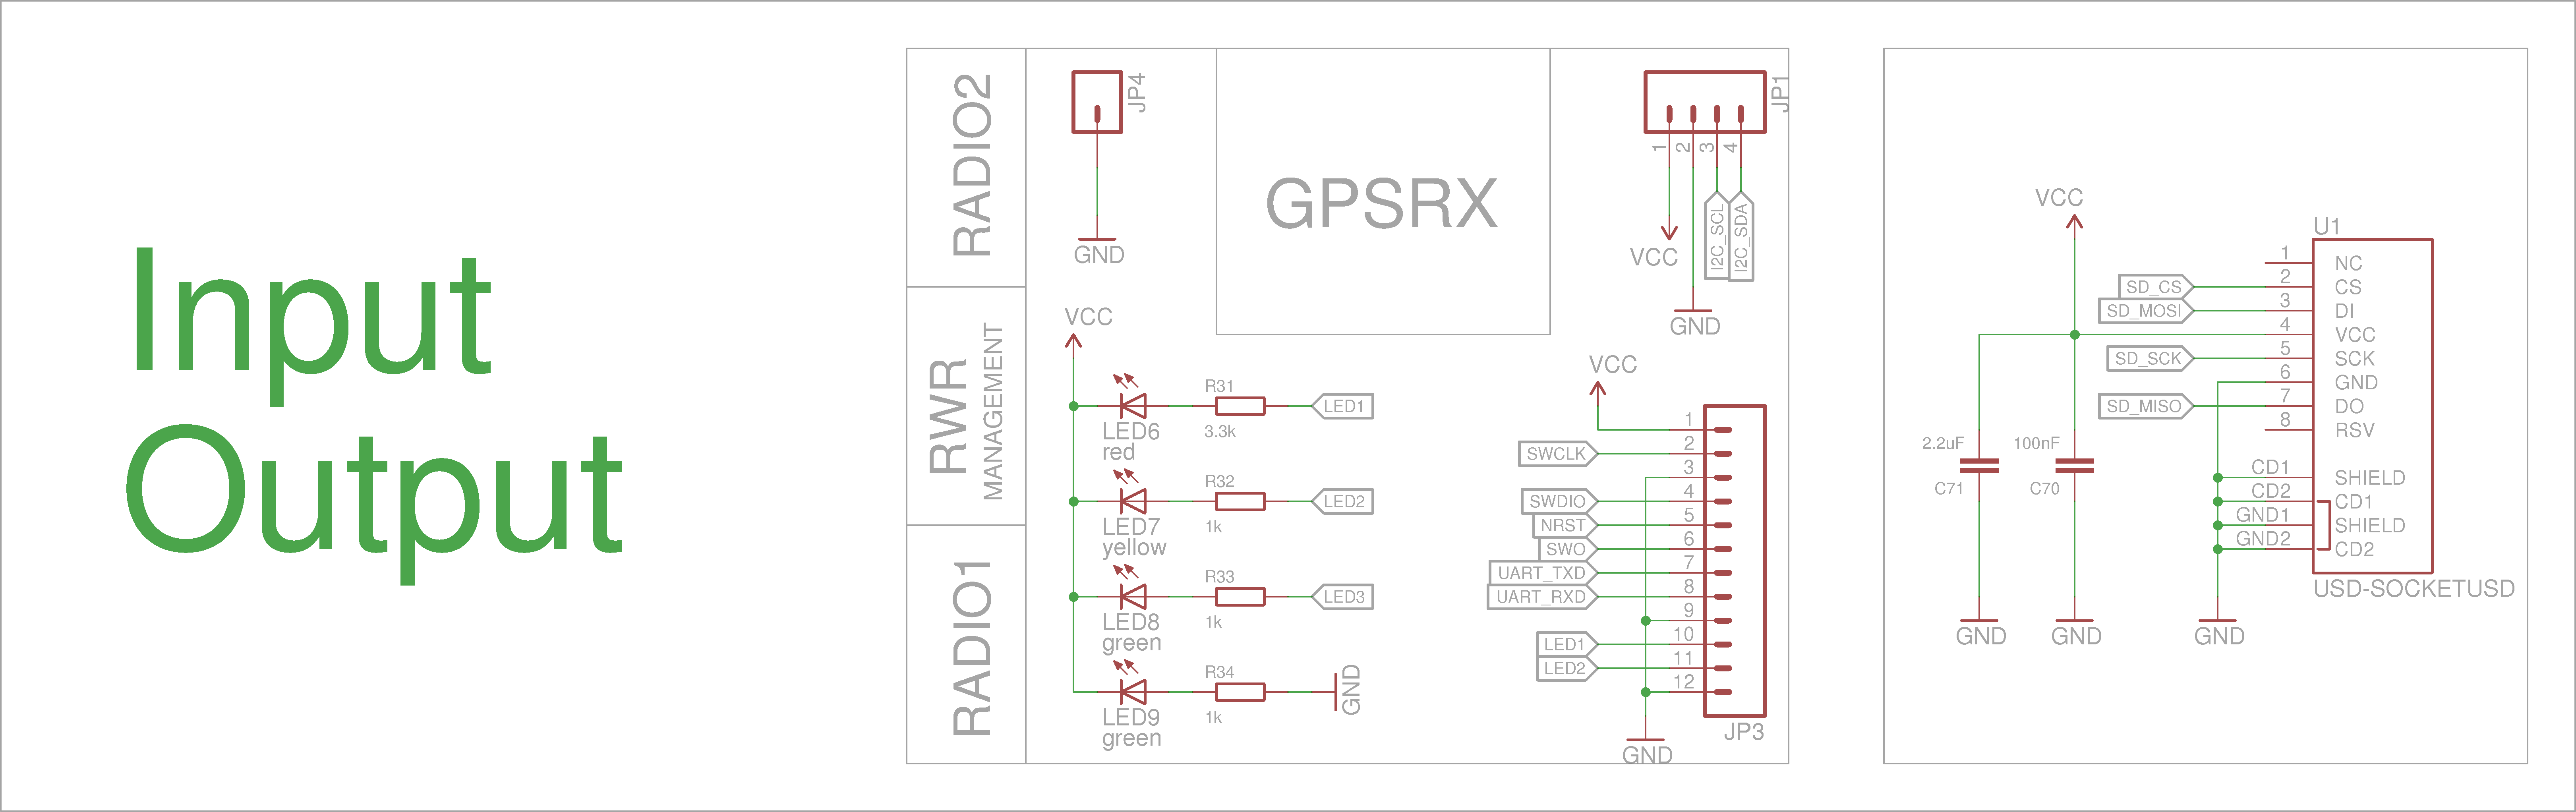 Input
Output
RADIO2
RWR
MANAGEMENT
RADIO1
JP4
GND
GPSRX
JP1
1
2
3
4
VCC
I2C_SCL
I2C_SDA
GND
VCC
R31
LED1
LED6
red
3.3k
R32
LED2
LED7
yellow
1k
R33
LED3
LED8
green
1k
R34
GND
LED9
green
1k
VCC
1
SWCLK
2
3
SWDIO
4
NRST
5
SWO
6
UART_TXD
7
UART_RXD
8
9
LED1
10
LED2
11
12
JP3
GND
VCC
U1
1
NC
SD_CS
2
CS
SD_MOSI
3
DI
4
VCC
SD_SCK
5
SCK
6
GND
SD_MISO
7
DO
8
RSV
2.2uF
C71
100nF
C70
CD1
SHIELD
CD2
CD1
GND1
SHIELD
GND2
CD2
USD-SOCKETUSD
GND
GND
GND